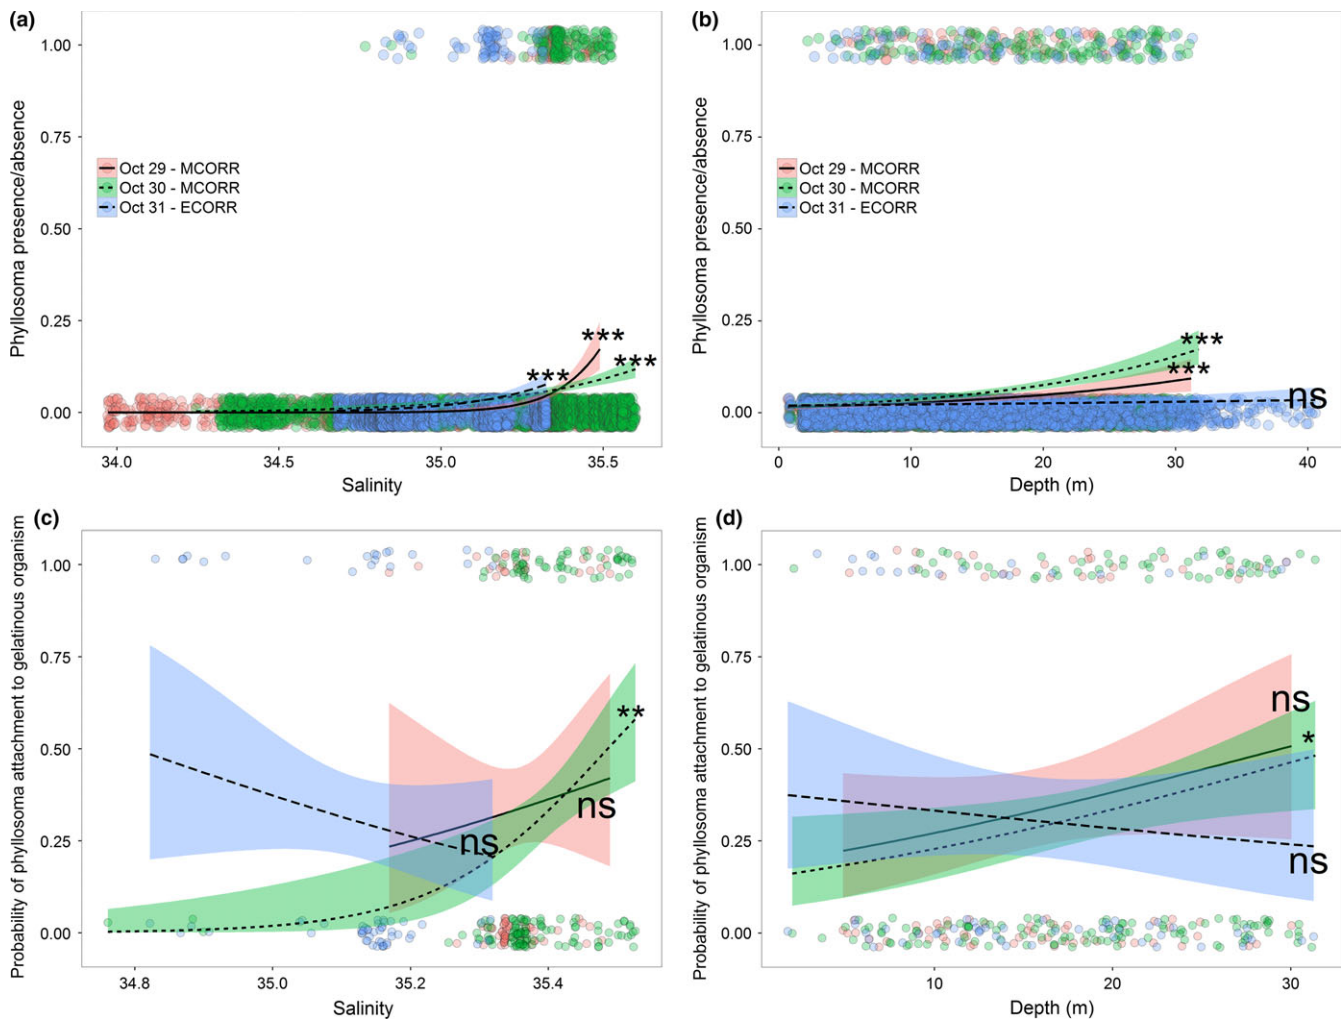 (a)
Phyllosoma presence/absence
1.00
0.75
0.50
0.25
0.00
Oct 29 - MCORR
Oct 30 - MCORR
Oct 31 - ECORR
***
***
***
34.0 34.5 35.0 35.5
Salinity
(b)
Phyllosoma presence/absence
1.00
0.75
0.50
0.25
0.00
Oct 29 - MCORR
Oct 30 - MCORR
Oct 31 - ECORR
***
***
ns
0 10 20 30 40
Depth (m)
(c)
Probability of phyllosoma attachment to gelatinous organism
1.00
0.75
0.50
0.25
0.00
**
ns
ns
34.8 35.0 35.2 35.4
Salinity
(d)
Probability of phyllosoma attachment to gelatinous organism
1.00
0.75
0.50
0.25
0.00
ns
*
ns
10 20 30
Depth (m)